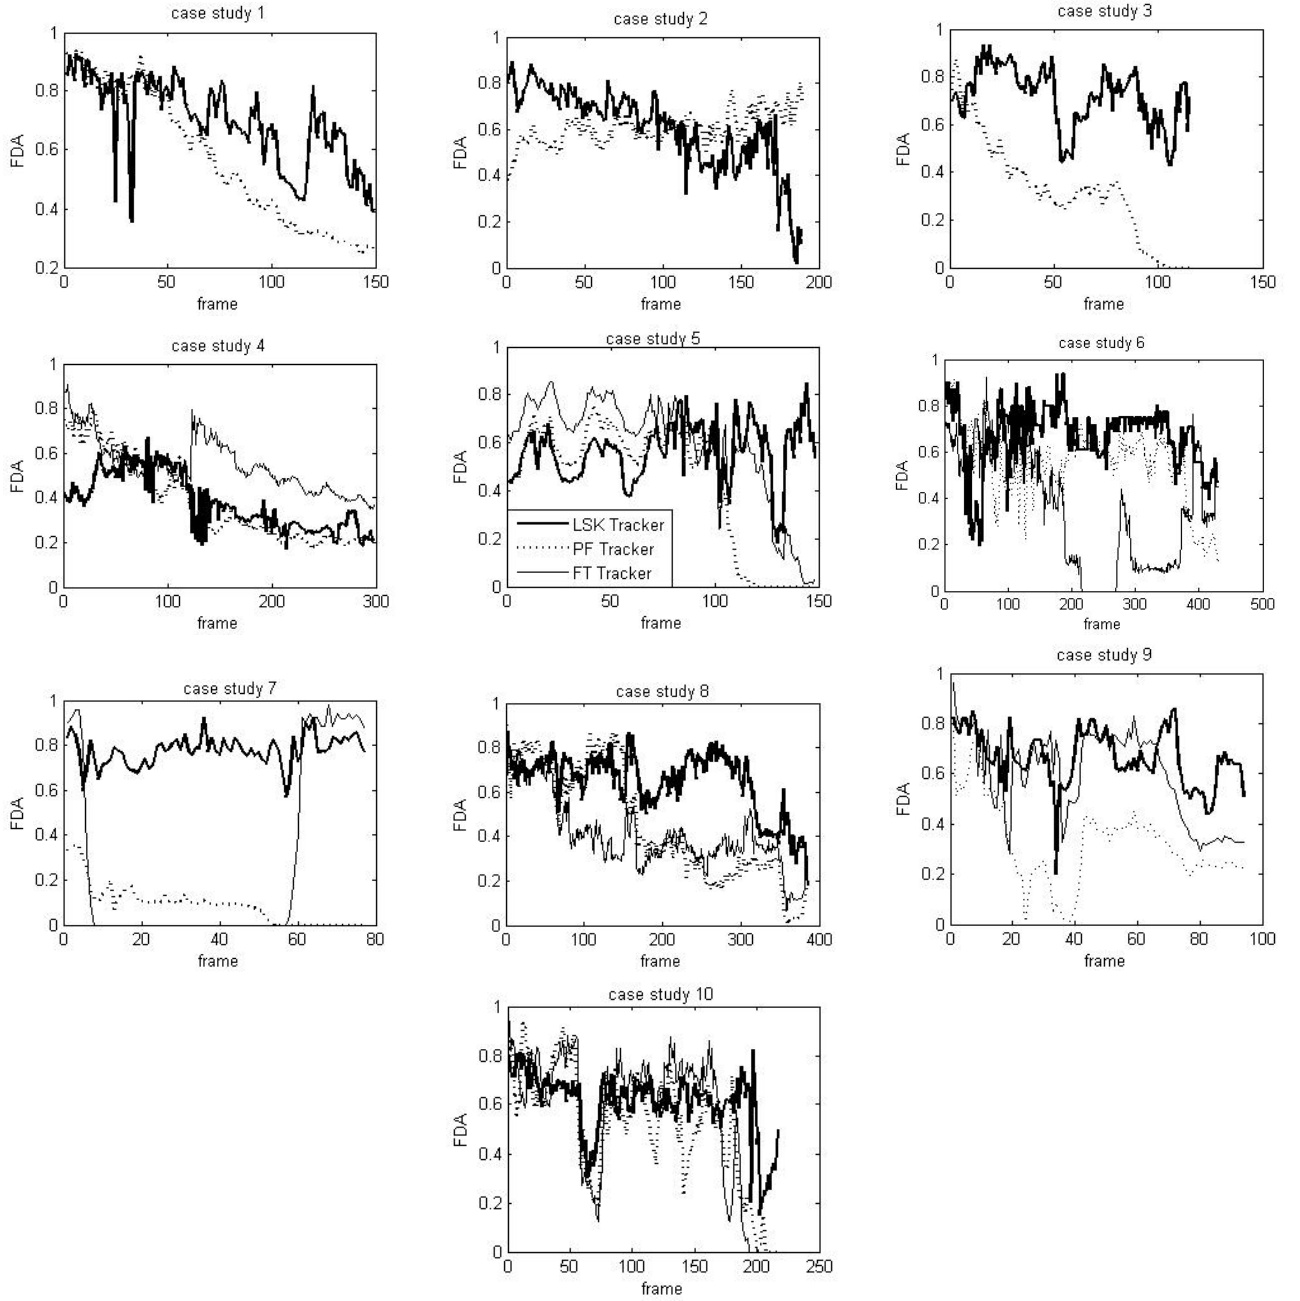 case study 1
1
0.8
0.6
0.4
0.2
FDA
0 50 100 150
frame
case study 2
1
0.8
0.6
0.4
0.2
0
FDA
0 50 100 150 200
frame
case study 3
1
0.8
0.6
0.4
0.2
0
FDA
0 50 100 150
frame
case study 4
1
0.8
0.6
0.4
0.2
0
FDA
0 100 200 300
frame
case study 5
1
0.8
0.6
0.4
0.2
0
FDA
LSK Tracker
PF Tracker
FT Tracker
0 50 100 150
frame
case study 6
1
0.8
0.6
0.4
0.2
0
FDA
0 100 200 300 400 500
frame
case study 7
1
0.8
0.6
0.4
0.2
0
FDA
0 20 40 60 80
frame
case study 8
1
0.8
0.6
0.4
0.2
0
FDA
0 100 200 300 400
frame
case study 9
1
0.8
0.6
0.4
0.2
0
FDA
0 20 40 60 80 100
frame
case study 10
1
0.8
0.6
0.4
0.2
0
FDA
0 50 100 150 200 250
frame